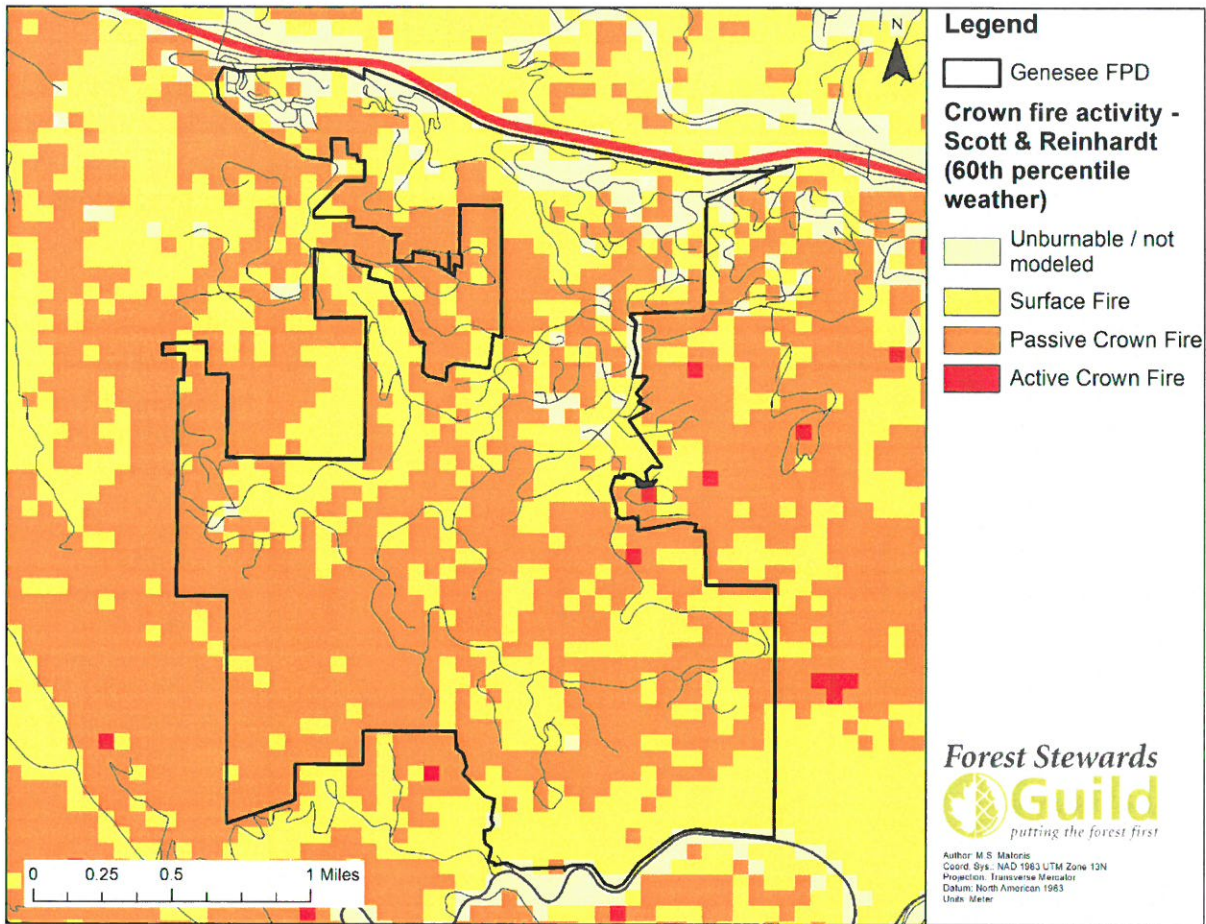 N
Legend
Genesee FPD
Crown fire activity -
Scott & Reinhardt
(60th percentile
weather)
Unburnable / not
modeled
Surface Fire
Passive Crown Fire
Active Crown Fire
Forest Stewards
Guild
putting the forest first
Author: M.S. Matonis
Coord. Sys.: NAD 1983 UTM Zone 13N
Projection: Transverse Mercator
Datum: North American 1983
Units: Meter
0 0.25 0.5 1 Miles